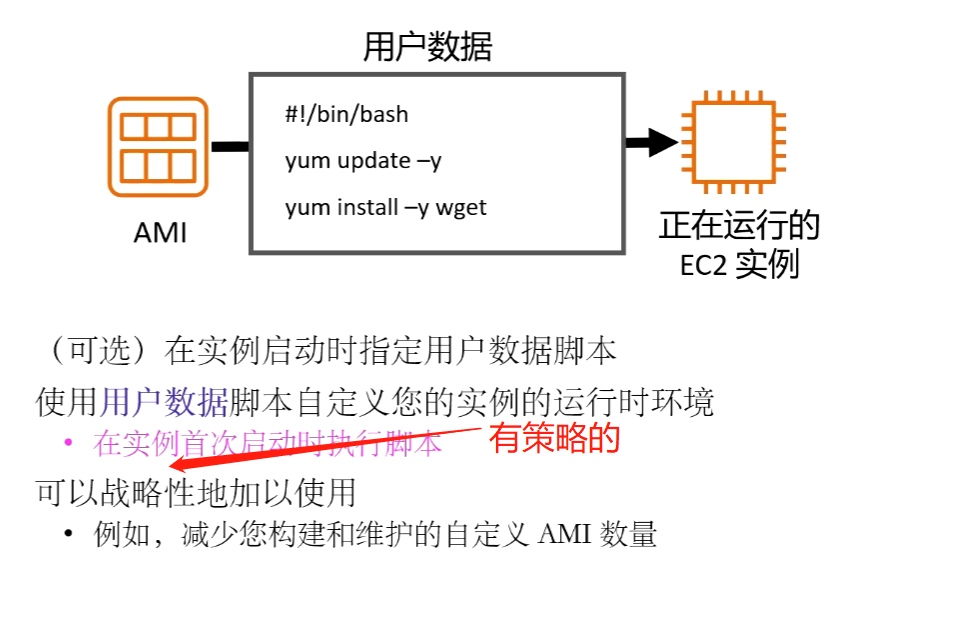 用户数据
#!/bin/bash
yum update –y
yum install –y wget
AMI
正在运行的
EC2 实例
（可选）在实例启动时指定用户数据脚本
使用用户数据脚本自定义您的实例的运行时环境
• 在实例首次启动时执行脚本
有策略的
可以战略性地加以使用
• 例如，减少您构建和维护的自定义 AMI 数量